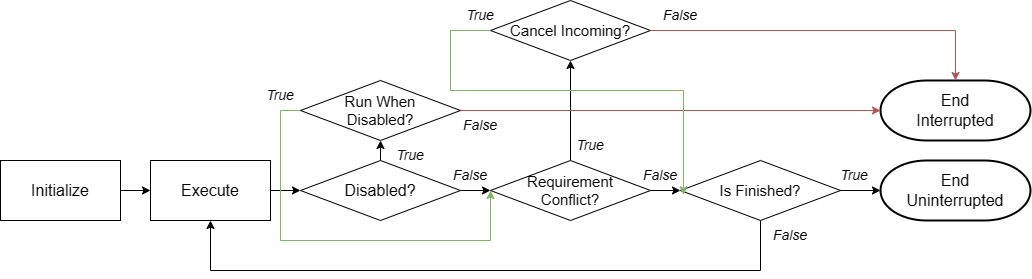 True
Cancel Incoming?
False
True
Run When
Disabled?
False
End
Interrupted
True
True
Initialize
Execute
Disabled?
False
Requirement
Conflict?
False
Is Finished?
True
End
Uninterrupted
False